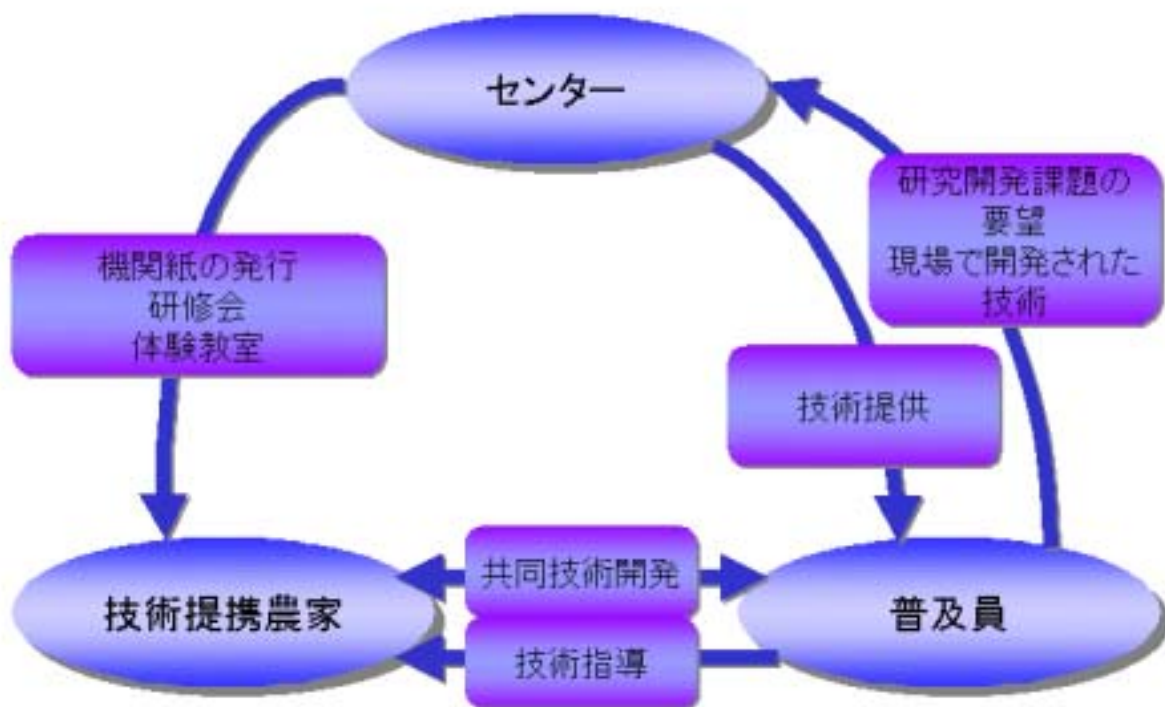 センター
研究開発課題の
要望
現場で開発された
技術
機関紙の発行
研修会
体験教室
技術提供
共同技術開発
技術提携農家
普及員
技術指導